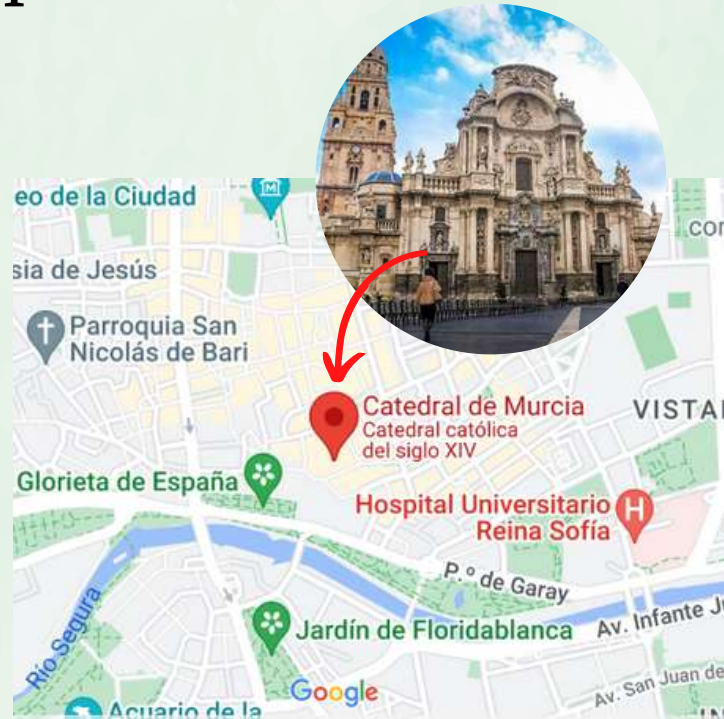 eo de la Ciudad
sia de Jesús
Parroquia San
Nicolás de Bari
Catedral de Murcia
Catedral católica
del siglo XIV
VISTA
Glorieta de España
Hospital Universitario
Reina Sofía
H
P.º de Garay
Río Segura
Jardín de Floridablanca
Av. Infante J
Google
Av. San Juan de
Acuario de la